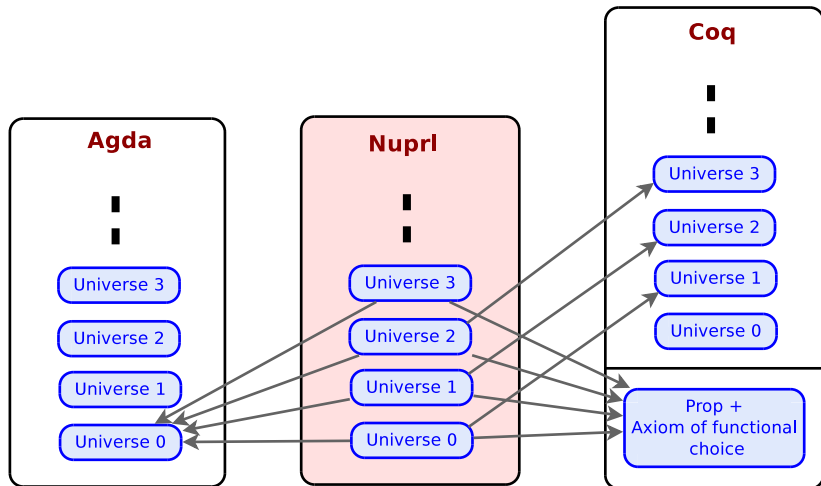 Agda
Universe 3
Universe 2
Universe 1
Universe 0
Nuprl
Universe 3
Universe 2
Universe 1
Universe 0
Coq
Universe 3
Universe 2
Universe 1
Universe 0
Prop +
Axiom of functional
choice